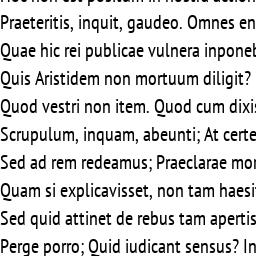 Praeteritis, inquit, gaudeo. Omnes en
Quae hic rei publicae vulnera inponeb
Quis Aristidem non mortuum diligit?
Quod vestri non item. Quod cum dixis
Scrupulum, inquam, abeunti; At certe
Sed ad rem redeamus; Praeclarae mor
Quam si explicavisset, non tam haesit
Sed quid attinet de rebus tam apertis
Perge porro; Quid iudicant sensus? In